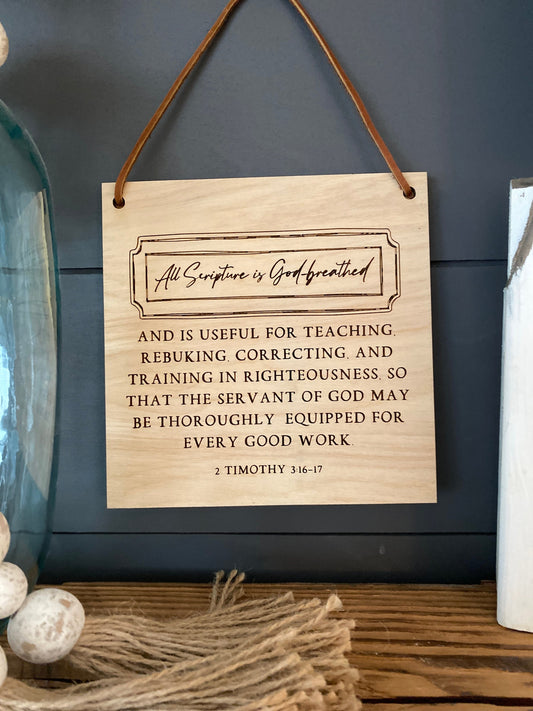 All Scripture is God-breathed
AND IS USEFUL FOR TEACHING,
REBUKING, CORRECTING, AND
TRAINING IN RIGHTEOUSNESS, SO
THAT THE SERVANT OF GOD MAY
BE THOROUGHLY EQUIPPED FOR
EVERY GOOD WORK.
2 TIMOTHY 3:16-17